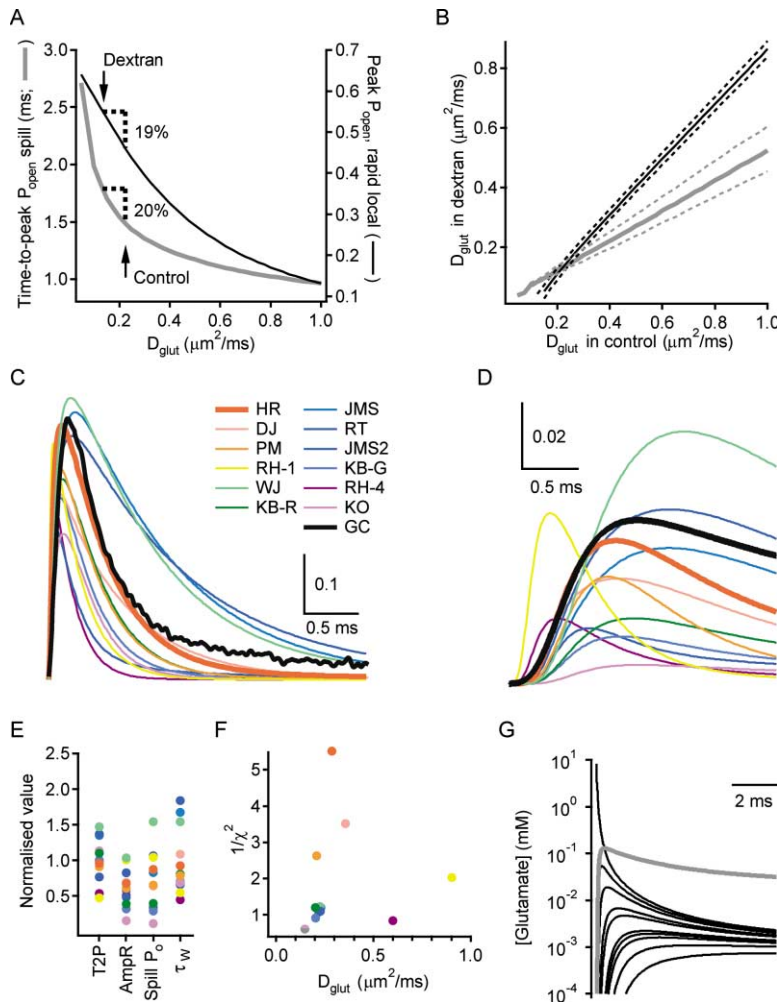 A
Time-to-peak P_open spill (ms; )
3.0
2.5
2.0
1.5
1.0
Dextran
19%
20%
Control
0.7
0.6
0.5
0.4
0.3
0.2
0.1
Peak P_open, rapid local ( )
0.2 0.4 0.6 0.8 1.0
D_glut (μm²/ms)
B
D_glut in dextran (μm²/ms)
0.8
0.6
0.4
0.2
0.2 0.4 0.6 0.8 1.0
D_glut in control (μm²/ms)
C
HR
DJ
PM
RH-1
WJ
KB-R
JMS
RT
JMS2
KB-G
RH-4
KO
GC
0.1
0.5 ms
D
0.02
0.5 ms
E
Normalised value
2.5
2.0
1.5
1.0
0.5
T2P
AmpR
Spill P_o
τ_W
F
1/χ²
5
4
3
2
1
0.0 0.2 0.4 0.6 0.8 1.0
D_glut (μm²/ms)
G
[Glutamate] (mM)
10¹
10⁰
10⁻¹
10⁻²
10⁻³
10⁻⁴
2 ms